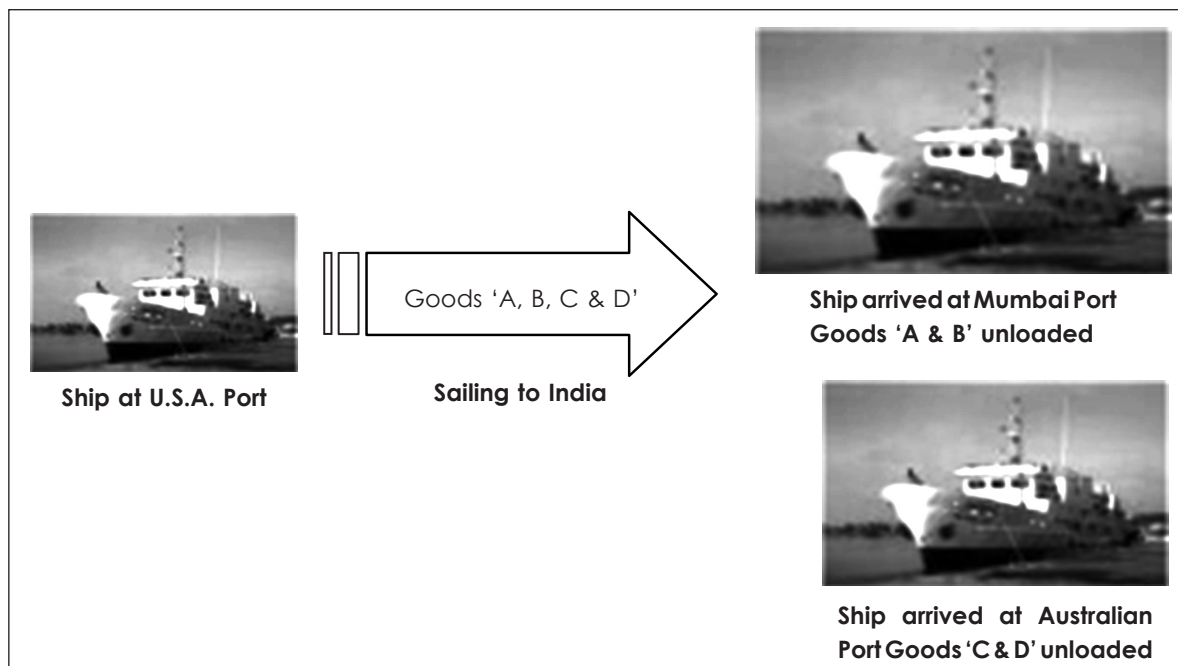 Goods ‘A, B, C & D’
Ship arrived at Mumbai Port
Goods ‘A & B’ unloaded
Ship at U.S.A. Port
Sailing to India
Ship arrived at Australian
Port Goods ‘C & D’ unloaded